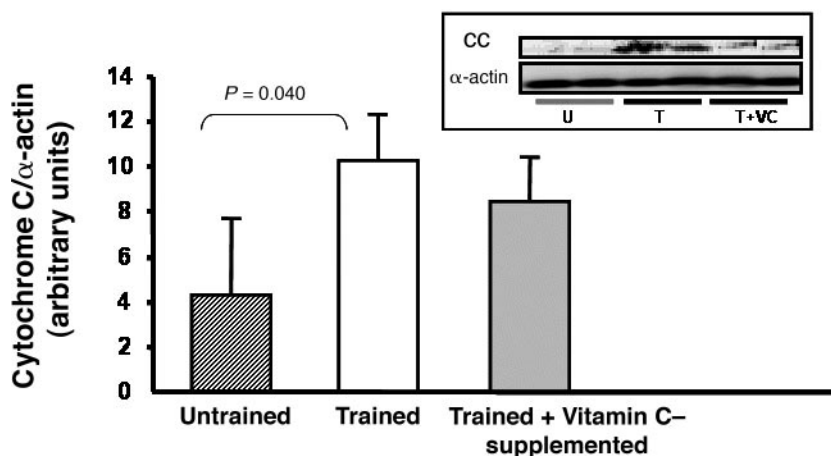 CC
α-actin
U T T+VC
Cytochrome C/α-actin
(arbitrary units)
14
12
10
8
6
4
2
0
P = 0.040
Untrained Trained Trained + Vitamin C–
supplemented